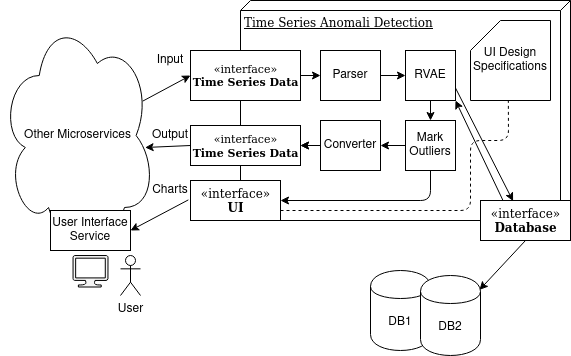 Time Series Anomali Detection
Input
«interface»
Time Series Data
Parser
RVAE
UI Design
Specifications
Other Microservices
Output
«interface»
Time Series Data
Converter
Mark
Outliers
Charts
«interface»
UI
User Interface
Service
«interface»
Database
User
DB1
DB2